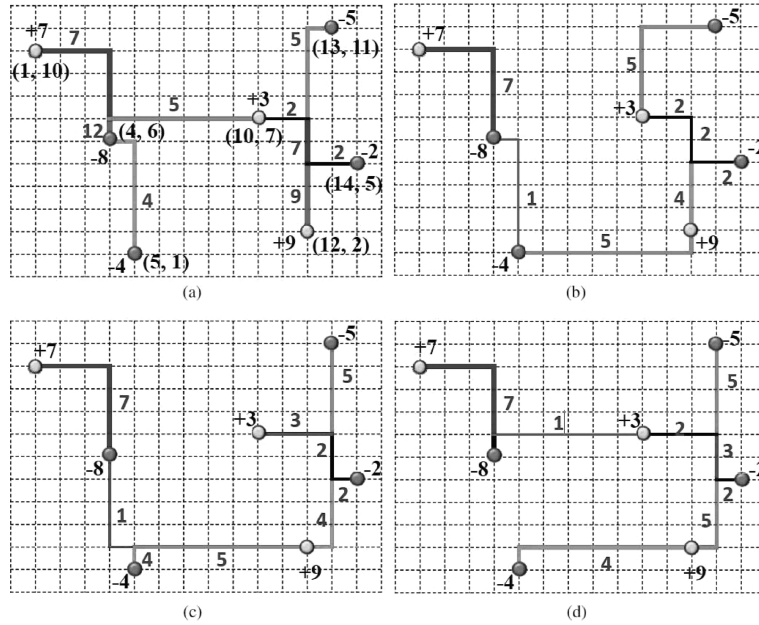 -5
+7 7 5 (13, 11)
(1, 10)
5 +3 2
12 (4, 6) (10, 7) 7 2 -2
-8 (14, 5)
4 9
+9 (12, 2)
-4 (5, 1)
(a)
-5
+7
5
7 +3 2
2 -2
-8 2
1 4
+9
-4 5
(b)
-5
+7
5
7 +3 3
2 -2
-8 2
1 4
4 5
-4 +9
(c)
-5
+7
5
7 1 +3 2
3 -2
-8 2
5
4
-4 +9
(d)